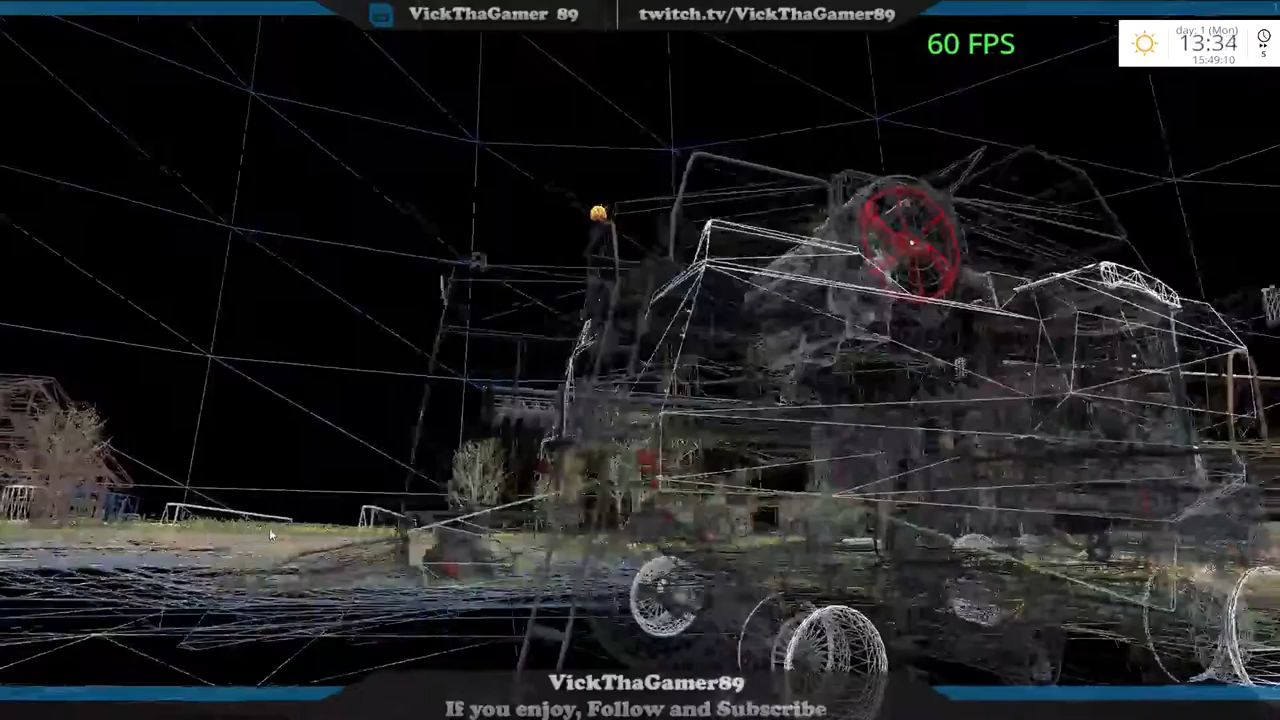 VickThaGamer 89
twitch.tv/VickThaGamer89
60 FPS
day: 1 (Mon)
13:34
15:49:10
5
VickThaGamer89
If you enjoy, Follow and Subscribe